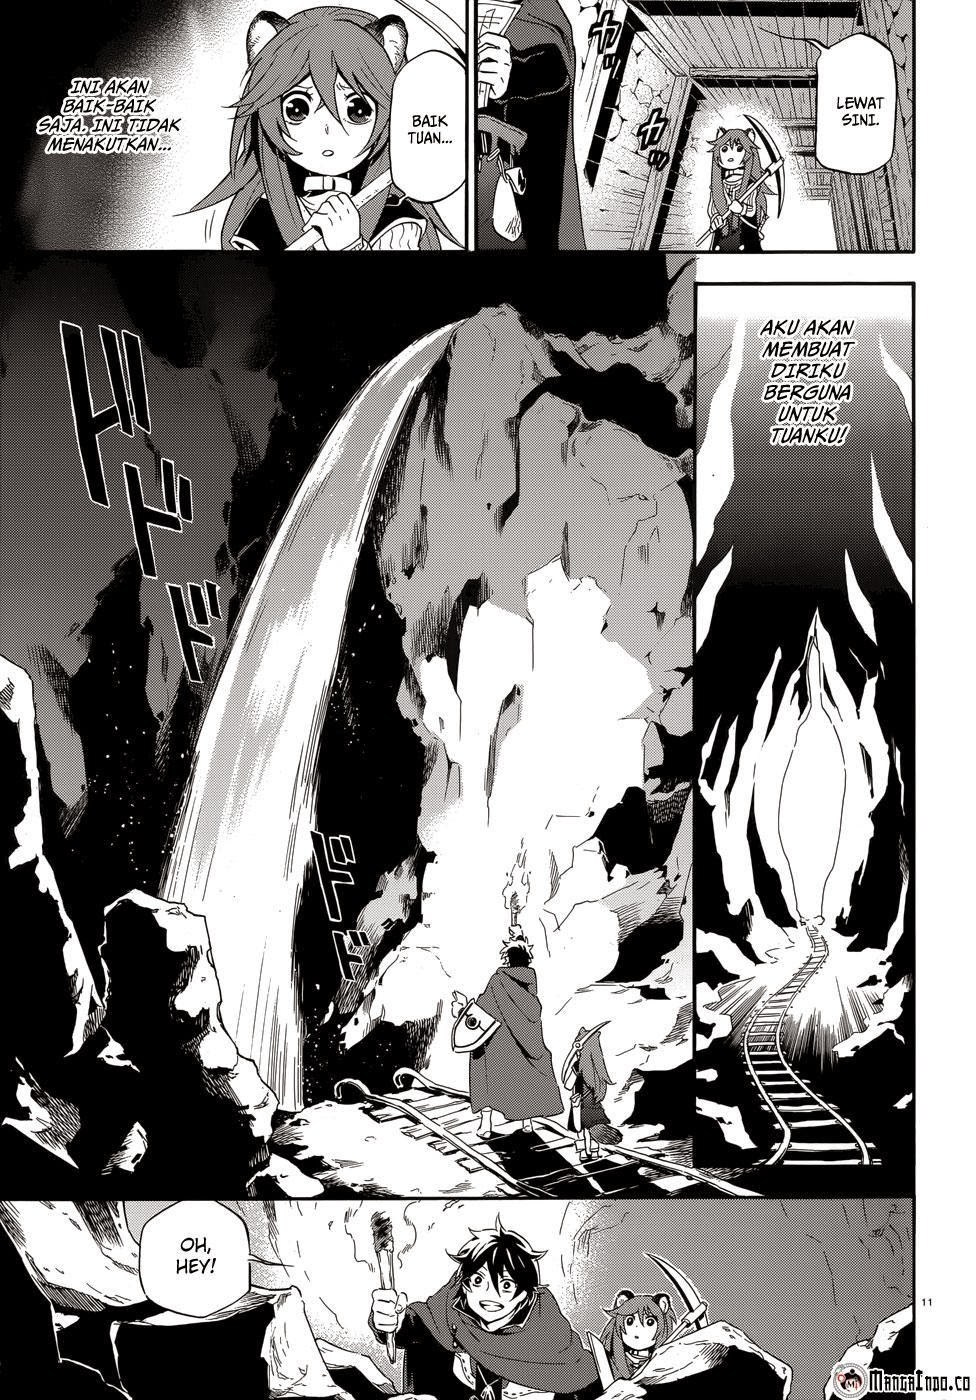 LEWAT
SINI.
カッ
カッ
BAIK
TUAN...
INI AKAN
BAIK-BAIK
SAJA. INI TIDAK
MENAKUTKAN...
AKU AKAN
MEMBUAT
DIRIKU
BERGUNA
UNTUK
TUANKU!
ドドド
ドド
OH,
HEY!
11
MangaIndo.co